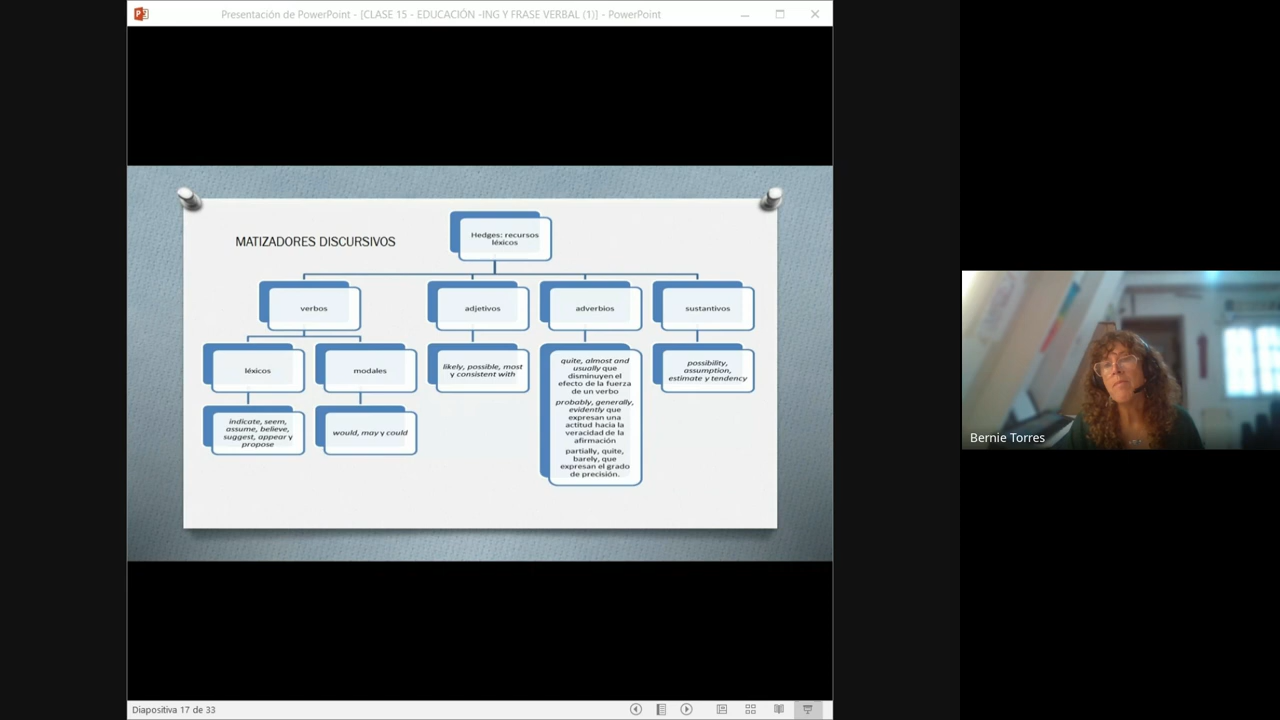 Presentación de PowerPoint - [CLASE 15 - EDUCACIÓN -ING Y FRASE VERBAL (1)] - PowerPoint
MATIZADORES DISCURSIVOS
Hedges: recursos
léxicos
verbos
adjetivos
adverbios
sustantivos
léxicos
modales
likely, possible, most
y consistent with
quite, almost and
usually que
disminuyen el
efecto de la fuerza
de un verbo
probably, generally,
evidently que
expresan una
actitud hacia la
veracidad de la
afirmación
partially, quite,
barely, que
expresan el grado
de precisión.
possibility,
assumption,
estimate y tendency
indicate, seem,
assume, believe,
suggest, appear y
propose
would, may y could
Bernie Torres
Diapositiva 17 de 33